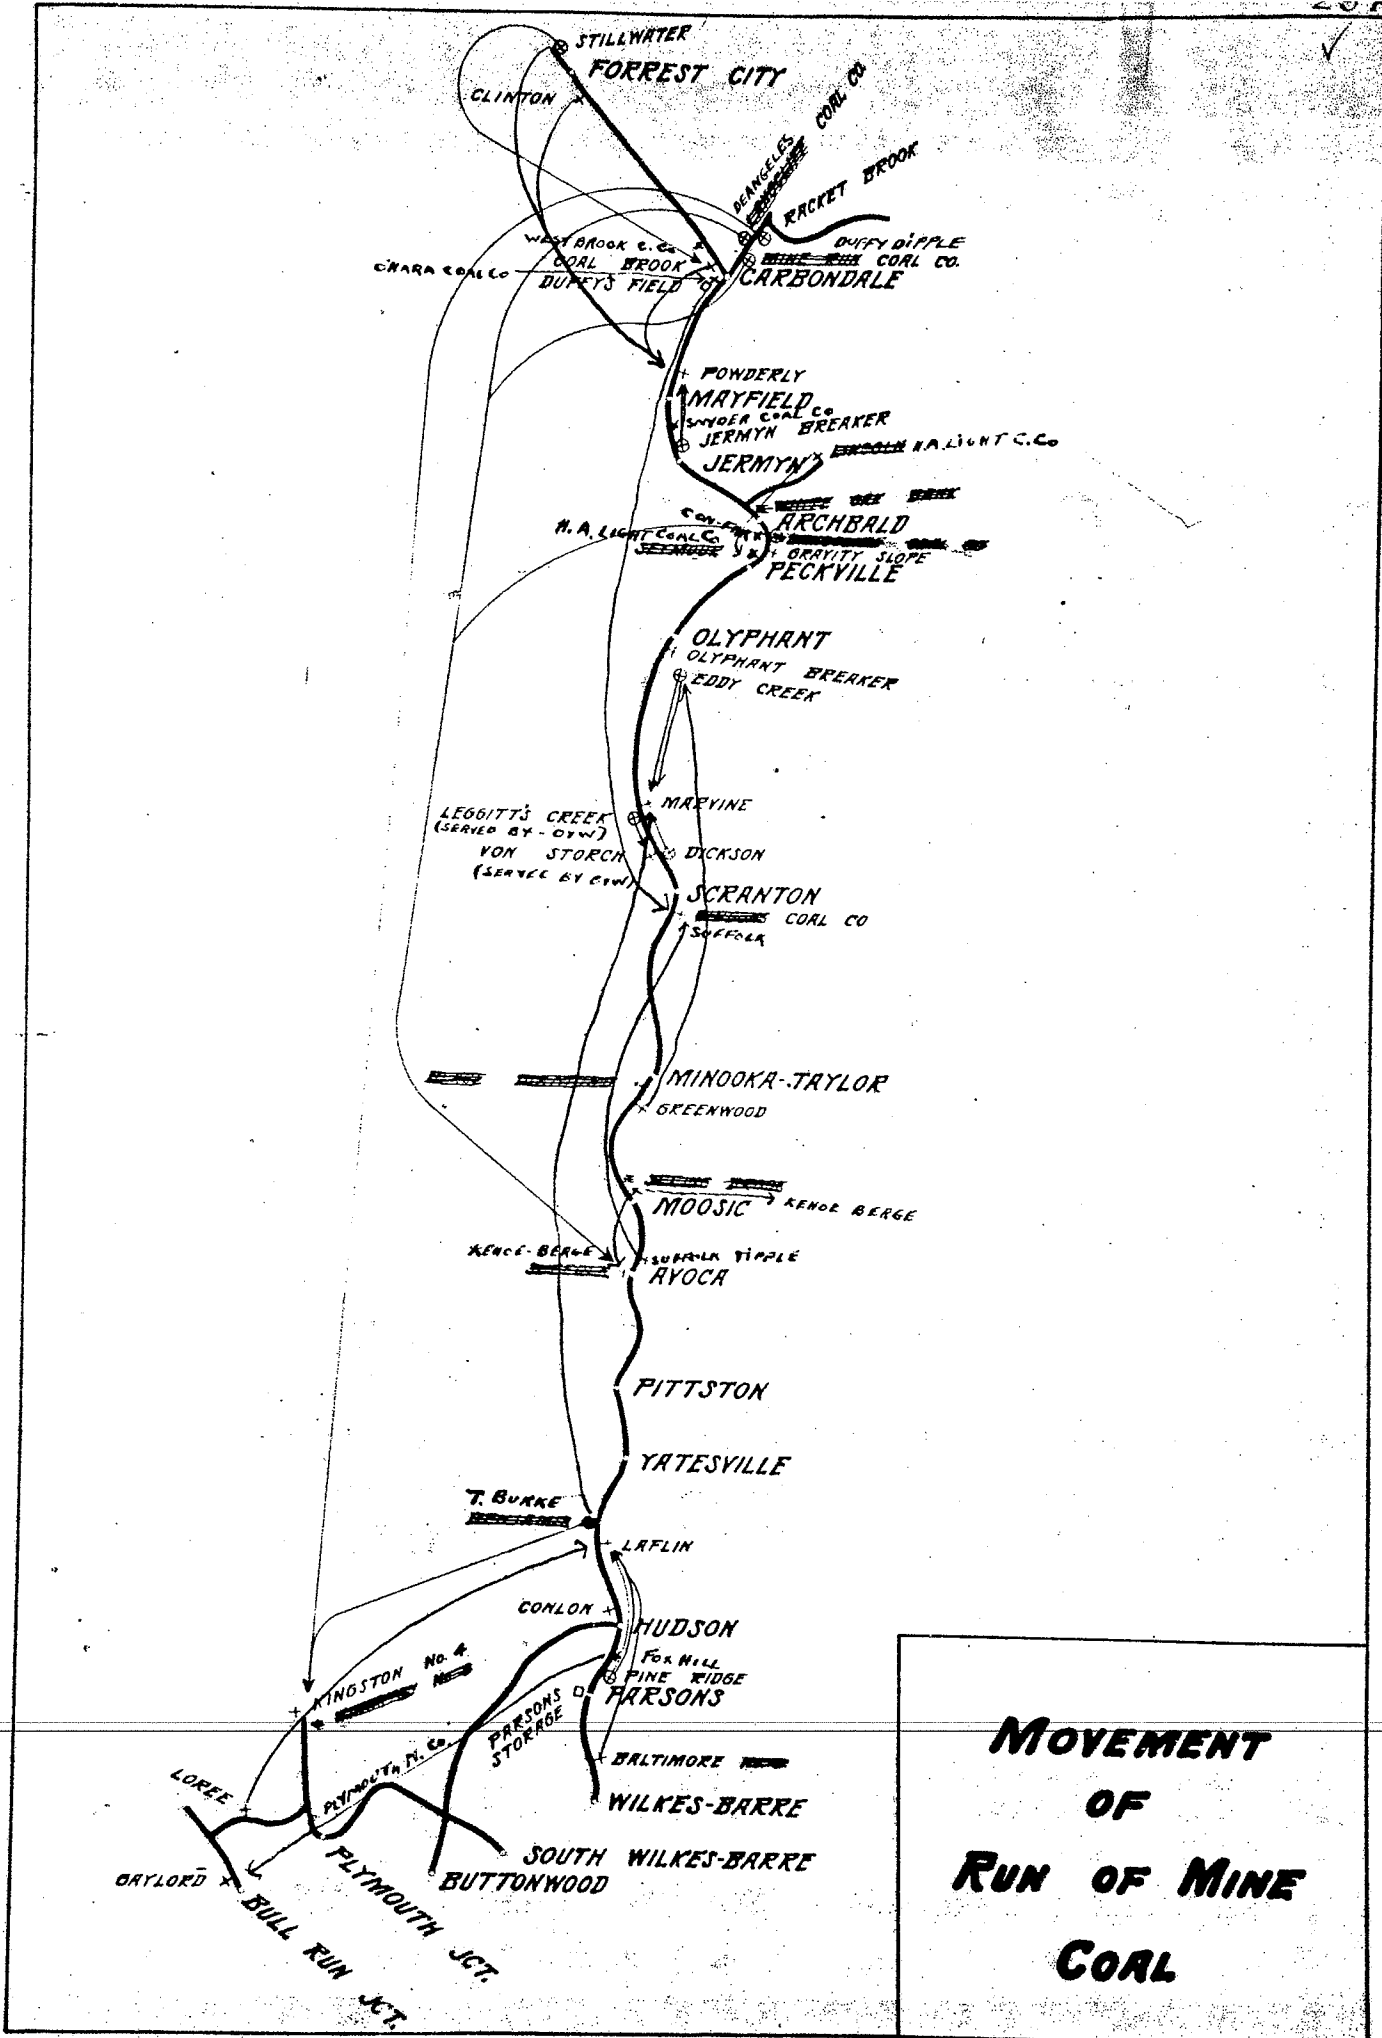 STILLWATER
FORREST CITY
CLINTON
DEANGELES
COAL CO
RACKET BROOK
WEST BROOK C. Co
COAL BROOK
DUFFY'S FIELD
O'HARA COAL CO
DUFFY DIPPLE
COAL CO.
CARBONDALE
POWDERLY
MAYFIELD
SNYDER COAL CO
JERMYN BREAKER
JERMYN
H.A. LIGHT C. Co
ARCHBALD
H.A. LIGHT COAL Co
GRAVITY SLOPE
PECKVILLE
OLYPHANT
OLYPHANT BREAKER
EDDY CREEK
MARVINE
LEGGITT'S CREEK
(SERVED BY - O&W)
VON STORCH
(SERVEC BY O&W)
DICKSON
SCRANTON
COAL CO
SUFFOLK
MINOOKA-TAYLOR
GREENWOOD
MOOSIC
KENOE BERGE
KENCE-BERGE
SUFFOLK TIPPLE
AVOCA
PITTSTON
YATESVILLE
T. BURKE
LAFLIN
CONLON
HUDSON
FOX HILL
PINE RIDGE
PARSONS
PARSONS
STORAGE
KINGSTON No. 4
PLYMOUTH M. Co.
BALTIMORE
LOREE
WILKES-BARRE
SOUTH WILKES-BARRE
BUTTONWOOD
PLYMOUTH JCT.
GAYLORD
BULL RUN JCT.
MOVEMENT
OF
RUN OF MINE
COAL